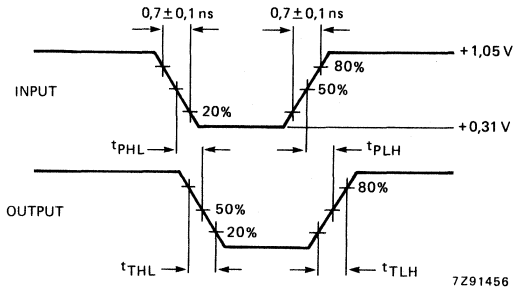 0,7 ± 0,1 ns 0,7 ± 0,1 ns
+1,05 V
80%
INPUT
50%
20%
+0,31 V
tPHL tPLH
80%
OUTPUT
50%
20%
tTHL tTLH
7Z91456